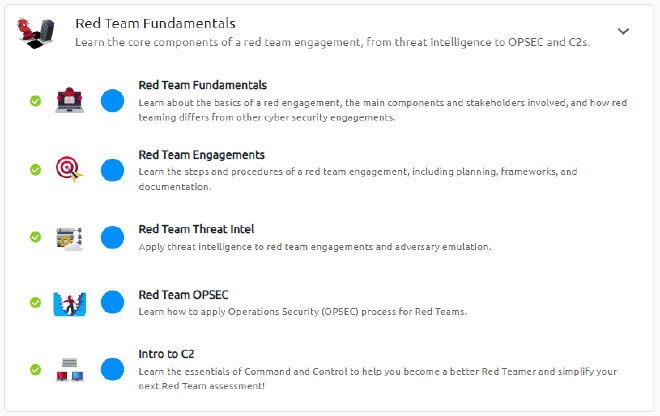 Red Team Fundamentals
Learn the core components of a red team engagement, from threat intelligence to OPSEC and C2s.
Red Team Fundamentals
Learn about the basics of a red engagement, the main components and stakeholders involved, and how red
teaming differs from other cyber security engagements.
Red Team Engagements
Learn the steps and procedures of a red team engagement, including planning, frameworks, and
documentation.
Red Team Threat Intel
Apply threat intelligence to red team engagements and adversary emulation.
Red Team OPSEC
Learn how to apply Operations Security (OPSEC) process for Red Teams.
Intro to C2
Learn the essentials of Command and Control to help you become a better Red Teamer and simplify your
next Red Team assessment!